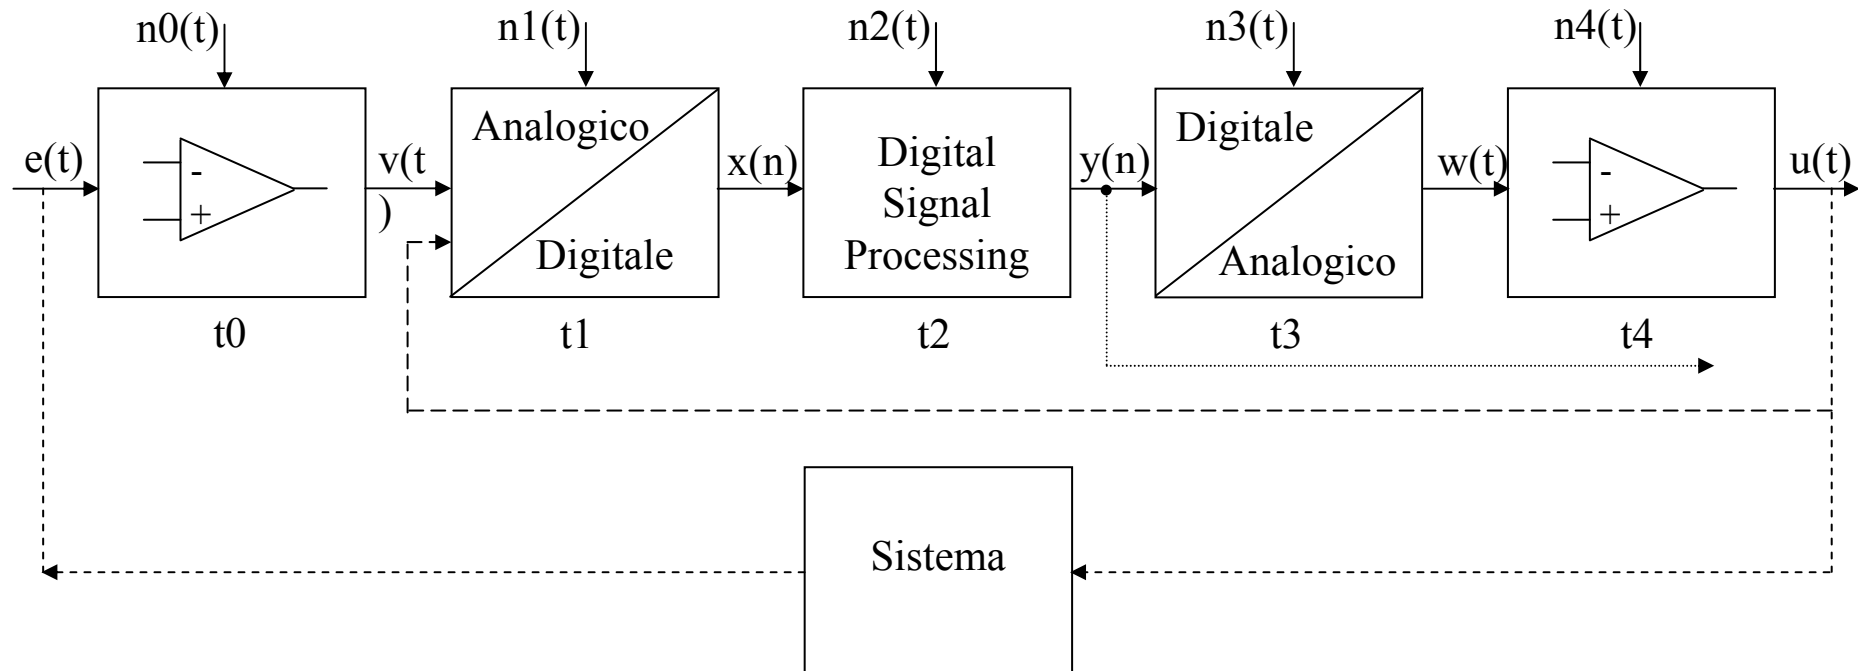 n0(t)
n1(t)
n2(t)
n3(t)
n4(t)
e(t)
-
+
v(t
)
Analogico
Digitale
x(n)
Digital
Signal
Processing
y(n)
Digitale
Analogico
w(t)
-
+
u(t)
t0
t1
t2
t3
t4
Sistema